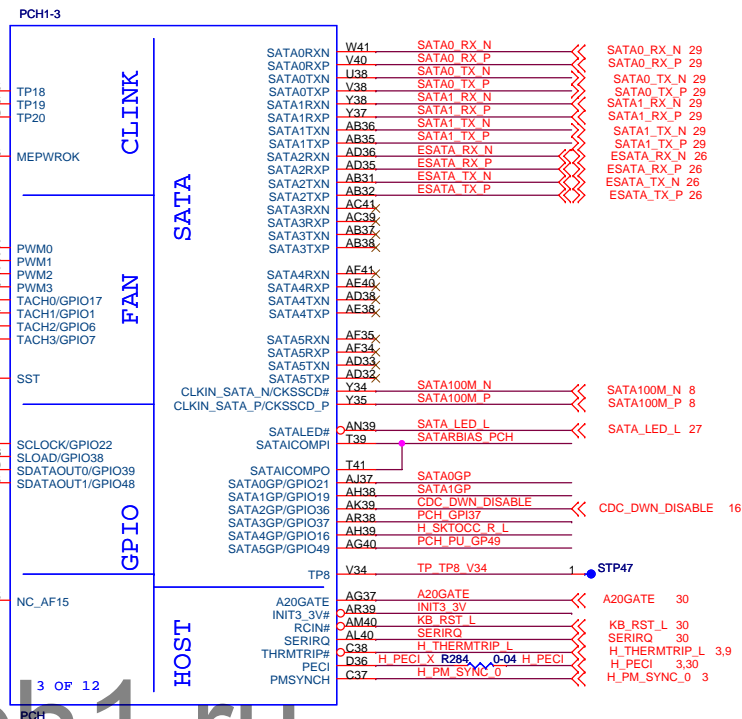 PCH1-3
CLINK
TP18
TP19
TP20
MEPWROK
FAN
PWM0
PWM1
PWM2
PWM3
TACH0/GPIO17
TACH1/GPIO1
TACH2/GPIO6
TACH3/GPIO7
SST
GPIO
SCLOCK/GPIO22
SLOAD/GPIO38
SDATAOUT0/GPIO39
SDATAOUT1/GPIO48
NC_AF15
SATA
HOST
SATA0RXN W41 SATA0_RX_N SATA0_RX_N 29
SATA0RXP V40 SATA0_RX_P SATA0_RX_P 29
SATA0TXN U38 SATA0_TX_N SATA0_TX_N 29
SATA0TXP V38 SATA0_TX_P SATA0_TX_P 29
SATA1RXN Y38 SATA1_RX_N SATA1_RX_N 29
SATA1RXP Y37 SATA1_RX_P SATA1_RX_P 29
SATA1TXN AB36 SATA1_TX_N SATA1_TX_N 29
SATA1TXP AB35 SATA1_TX_P SATA1_TX_P 29
SATA2RXN AD36 ESATA_RX_N ESATA_RX_N 26
SATA2RXP AD35 ESATA_RX_P ESATA_RX_P 26
SATA2TXN AB31 ESATA_TX_N ESATA_TX_N 26
SATA2TXP AB32 ESATA_TX_P ESATA_TX_P 26
SATA3RXN AC41
SATA3RXP AC39
SATA3TXN AB37
SATA3TXP AB38
SATA4RXN AF41
SATA4RXP AE40
SATA4TXN AD38
SATA4TXP AE38
SATA5RXN AF35
SATA5RXP AF34
SATA5TXN AD33
SATA5TXP AD32
CLKIN_SATA_N/CKSSCD# Y34 SATA100M_N SATA100M_N 8
CLKIN_SATA_P/CKSSCD_P Y35 SATA100M_P SATA100M_P 8
SATALED# AN39 SATA_LED_L SATA_LED_L 27
SATAICOMPI T39 SATARBIAS_PCH
SATAICOMPO T41
SATA0GP/GPIO21 AJ37 SATA0GP
SATA1GP/GPIO19 AH38 SATA1GP
SATA2GP/GPIO36 AK39 CDC_DWN_DISABLE CDC_DWN_DISABLE 16
SATA3GP/GPIO37 AR38 PCH_GPI37
SATA4GP/GPIO16 AH39 H_SKTOCC_R_L
SATA5GP/GPIO49 AG40 PCH_PU_GP49
TP8 V34 TP_TP8_V34 1 STP47
A20GATE AG37 A20GATE A20GATE 30
INIT3_3V# AR39 INIT3_3V
RCIN# AM40 KB_RST_L KB_RST_L 30
SERIRQ AL40 SERIRQ SERIRQ 30
THRMTRIP# C38 H_THERMTRIP_L H_THERMTRIP_L 3,9
PECI D36 H_PECI_X R284 0-04 H_PECI H_PECI 3,30
PMSYNCH C37 H_PM_SYNC_0 H_PM_SYNC_0 3
3 OF 12
PCH